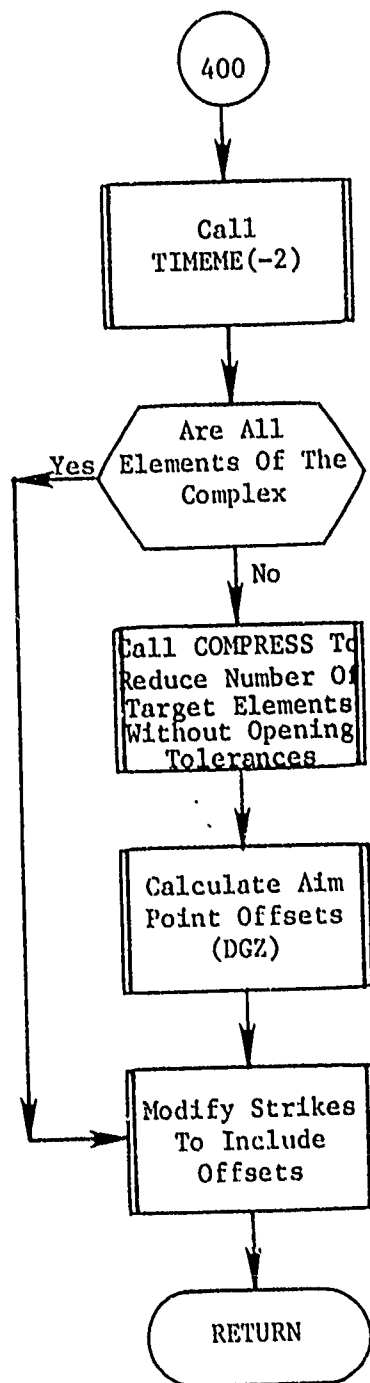 400
Call
TIMEME(-2)
Are All
Elements Of The
Complex
Yes
No
Call COMPRESS To
Reduce Number Of
Target Elements
Without Opening
Tolerances
Calculate Aim
Point Offsets
(DGZ)
Modify Strikes
To Include
Offsets
RETURN